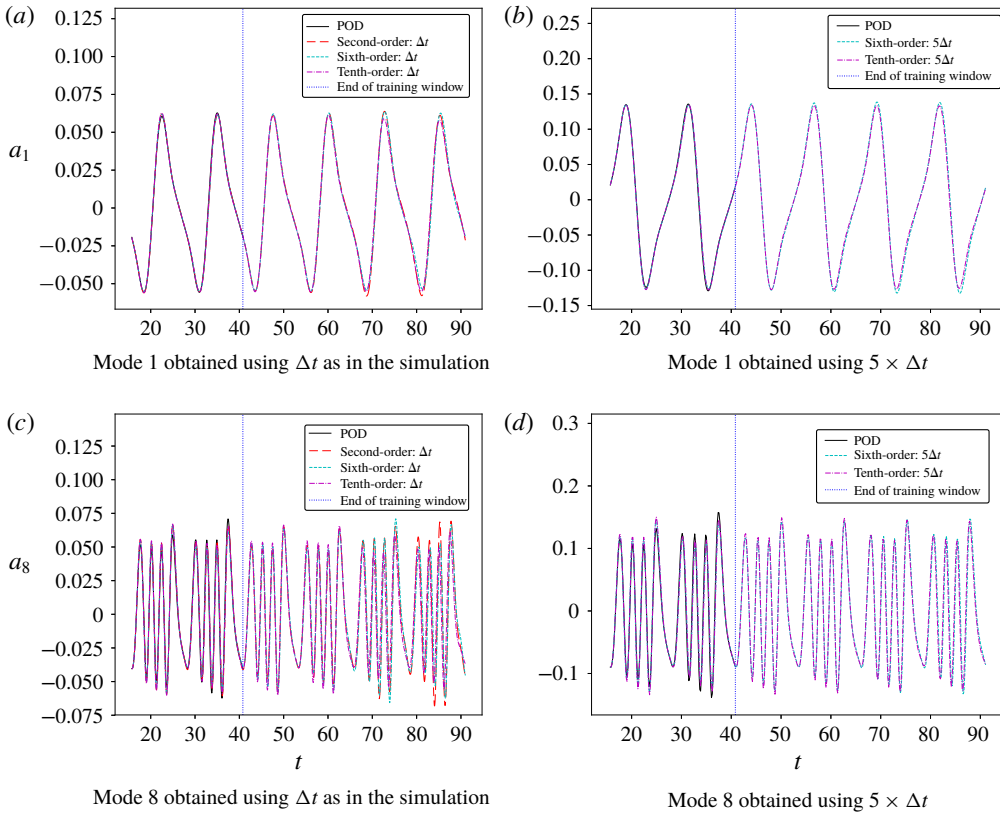 (a)
0.125
0.100
0.075
0.050
0.025
0
−0.025
−0.050
a1
POD
Second-order: Δt
Sixth-order: Δt
Tenth-order: Δt
End of training window
20 30 40 50 60 70 80 90
Mode 1 obtained using Δt as in the simulation
(b)
0.25
0.20
0.15
0.10
0.05
0
−0.05
−0.10
−0.15
POD
Sixth-order: 5Δt
Tenth-order: 5Δt
End of training window
20 30 40 50 60 70 80 90
Mode 1 obtained using 5 × Δt
(c)
0.125
0.100
0.075
0.050
0.025
0
−0.025
−0.050
−0.075
a8
POD
Second-order: Δt
Sixth-order: Δt
Tenth-order: Δt
End of training window
20 30 40 50 60 70 80 90
t
Mode 8 obtained using Δt as in the simulation
(d)
0.3
0.2
0.1
0
−0.1
POD
Sixth-order: 5Δt
Tenth-order: 5Δt
End of training window
20 30 40 50 60 70 80 90
t
Mode 8 obtained using 5 × Δt